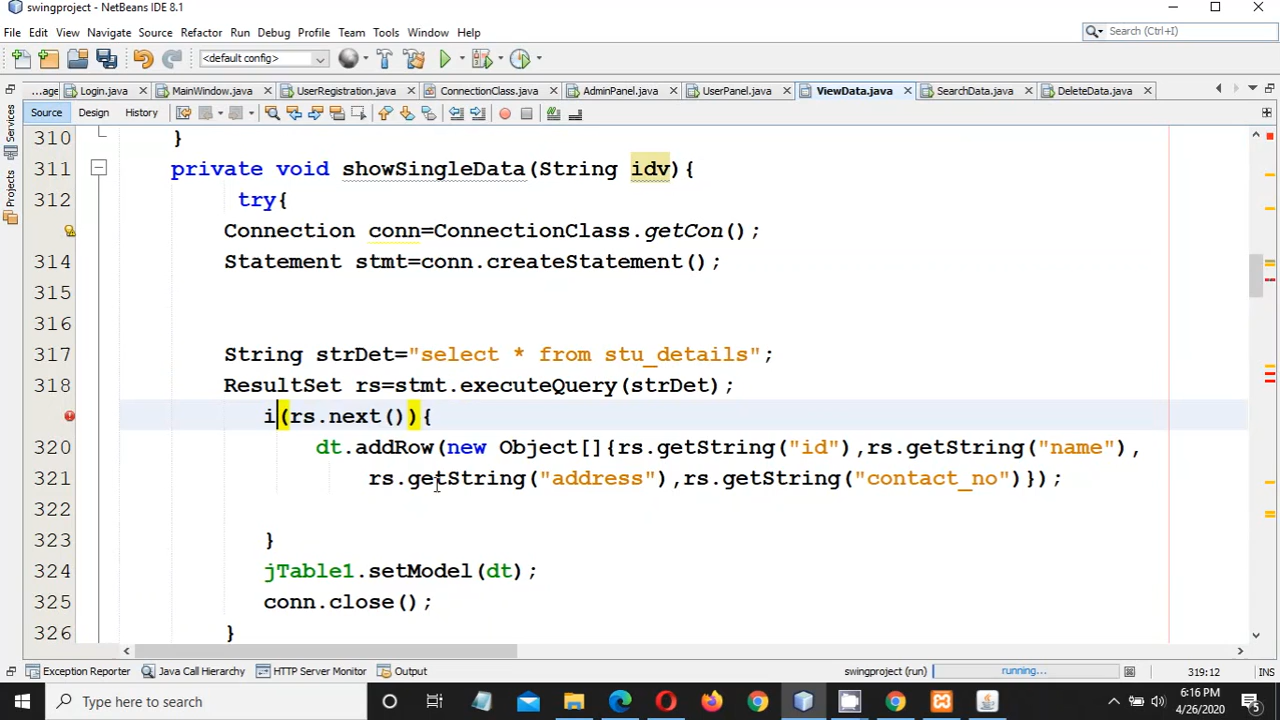 swingproject - NetBeans IDE 8.1
File Edit View Navigate Source Refactor Run Debug Profile Team Tools Window Help
Search (Ctrl+I)
<default config>
...age Login.java MainWindow.java UserRegistration.java ConnectionClass.java AdminPanel.java UserPanel.java ViewData.java SearchData.java DeleteData.java
Source Design History
Services
Projects
310 }
311 private void showSingleData(String idv){
312 try{
Connection conn=ConnectionClass.getCon();
314 Statement stmt=conn.createStatement();
315
316
317 String strDet="select * from stu_details";
318 ResultSet rs=stmt.executeQuery(strDet);
i(rs.next()){
320 dt.addRow(new Object[]{rs.getString("id"),rs.getString("name"),
321 rs.getString("address"),rs.getString("contact_no")});
322
323 }
324 jTable1.setModel(dt);
325 conn.close();
326 }
Exception Reporter Java Call Hierarchy HTTP Server Monitor Output swingproject (run) running... 319:12 INS
Type here to search
6:16 PM
4/26/2020
5